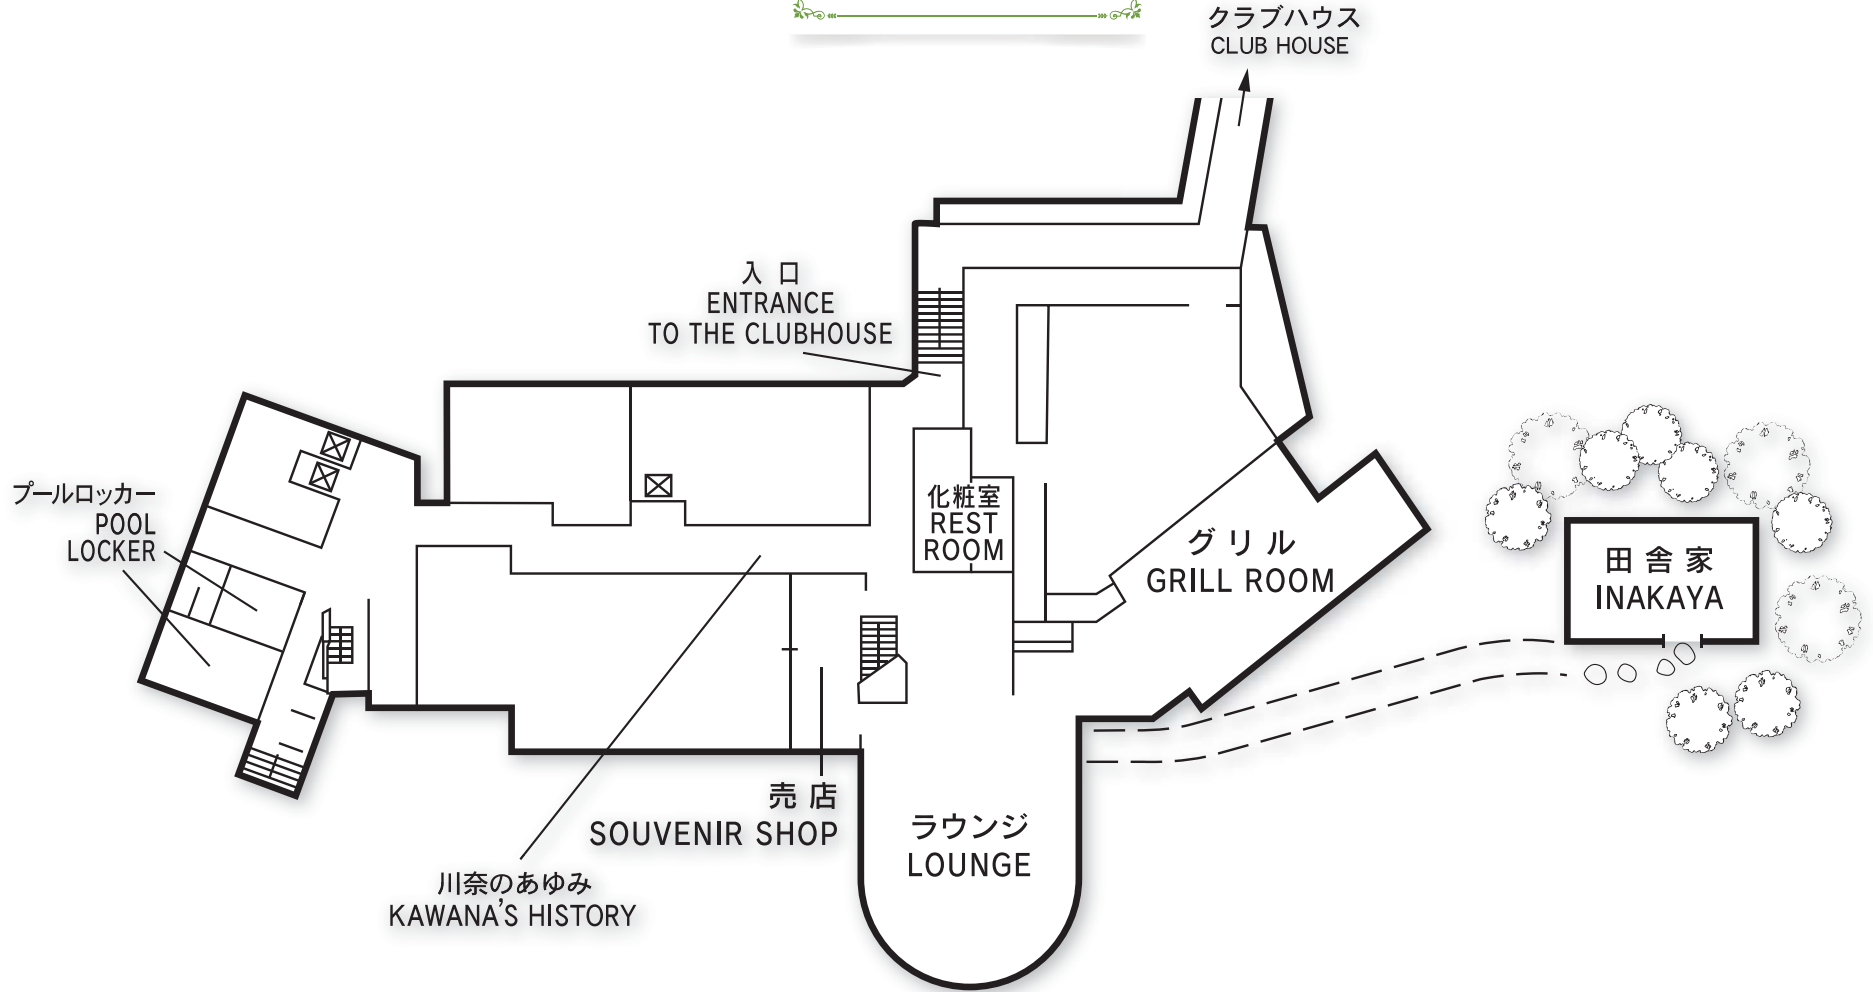 クラブハウス
CLUB HOUSE
入口
ENTRANCE
TO THE CLUBHOUSE
プールロッカー
POOL
LOCKER
化粧室
REST
ROOM
グリル
GRILL ROOM
田舎家
INAKAYA
売店
SOUVENIR SHOP
ラウンジ
LOUNGE
川奈のあゆみ
KAWANA'S HISTORY